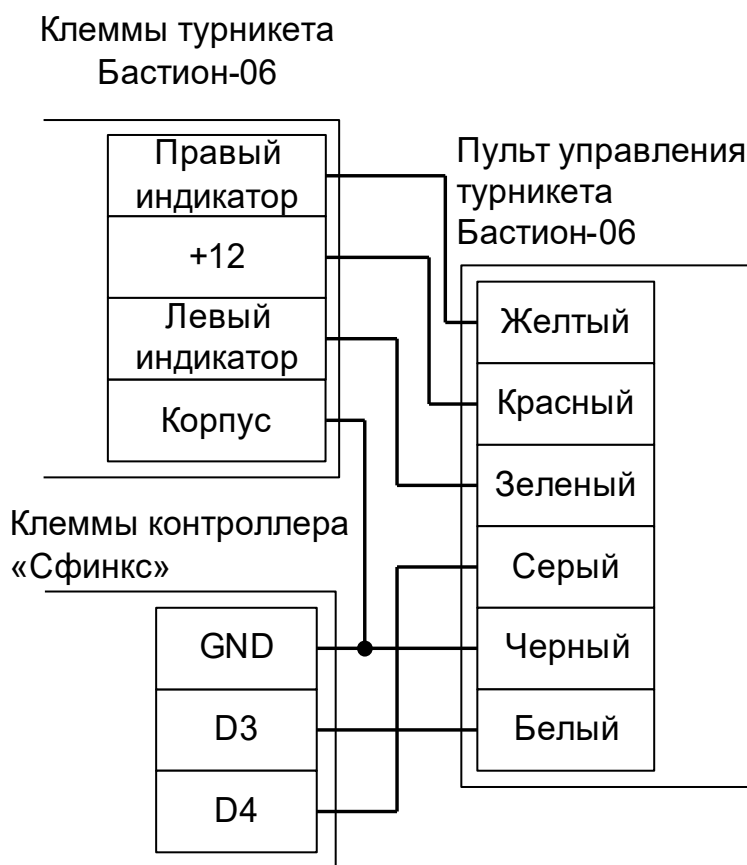 Клеммы турникета
Бастион-06
Правый
индикатор
+12
Левый
индикатор
Корпус
Пульт управления
турникета
Бастион-06
Желтый
Красный
Зеленый
Серый
Черный
Белый
Клеммы контроллера
«Сфинкс»
GND
D3
D4